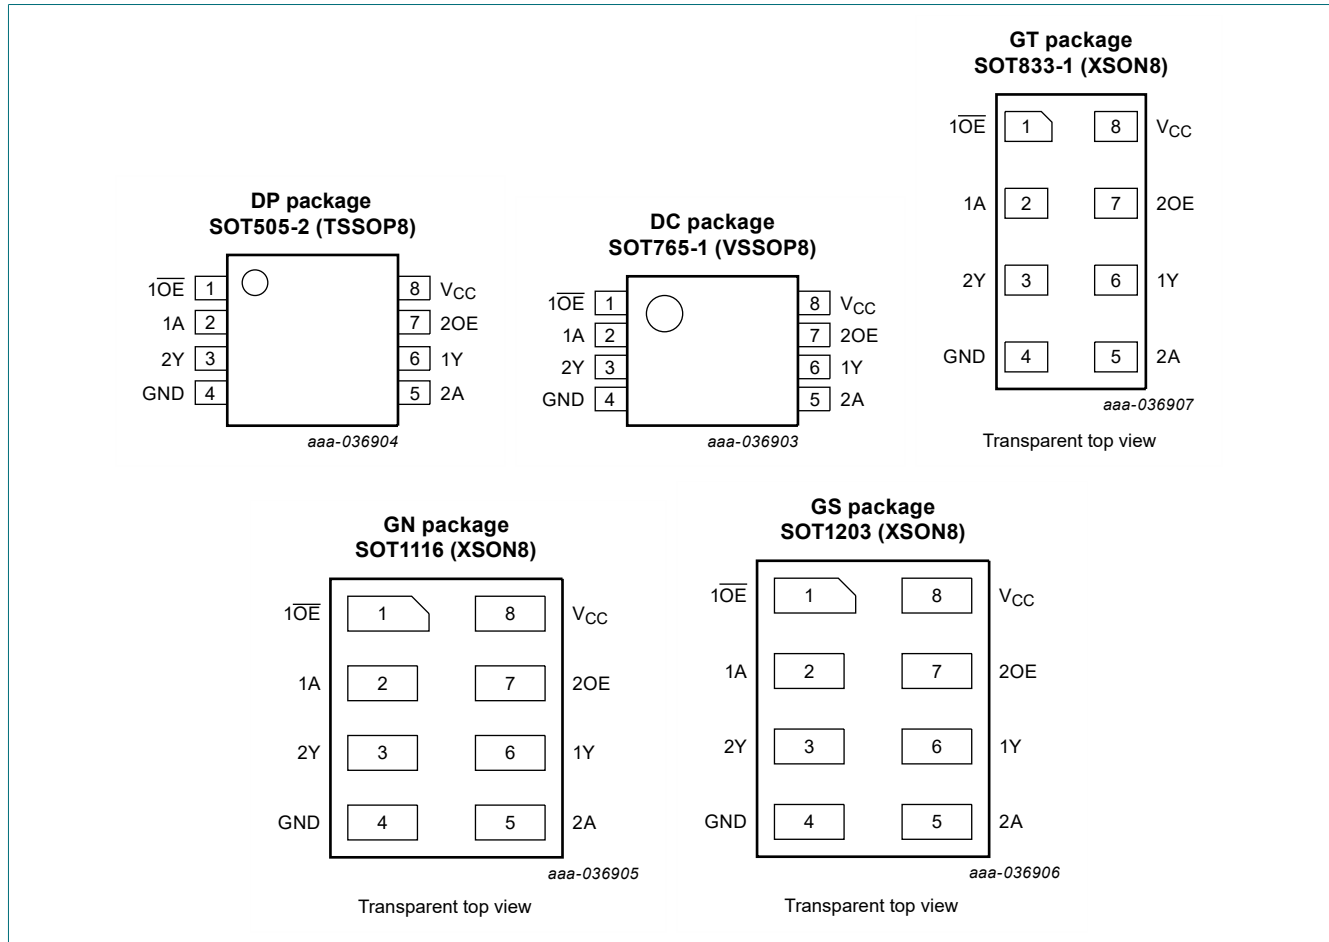 DP package
SOT505-2 (TSSOP8)
1O̅E̅ 1 8 VCC
1A 2 7 2OE
2Y 3 6 1Y
GND 4 5 2A
aaa-036904
DC package
SOT765-1 (VSSOP8)
1O̅E̅ 1 8 VCC
1A 2 7 2OE
2Y 3 6 1Y
GND 4 5 2A
aaa-036903
GT package
SOT833-1 (XSON8)
1O̅E̅ 1 8 VCC
1A 2 7 2OE
2Y 3 6 1Y
GND 4 5 2A
aaa-036907
Transparent top view
GN package
SOT1116 (XSON8)
1O̅E̅ 1 8 VCC
1A 2 7 2OE
2Y 3 6 1Y
GND 4 5 2A
aaa-036905
Transparent top view
GS package
SOT1203 (XSON8)
1O̅E̅ 1 8 VCC
1A 2 7 2OE
2Y 3 6 1Y
GND 4 5 2A
aaa-036906
Transparent top view